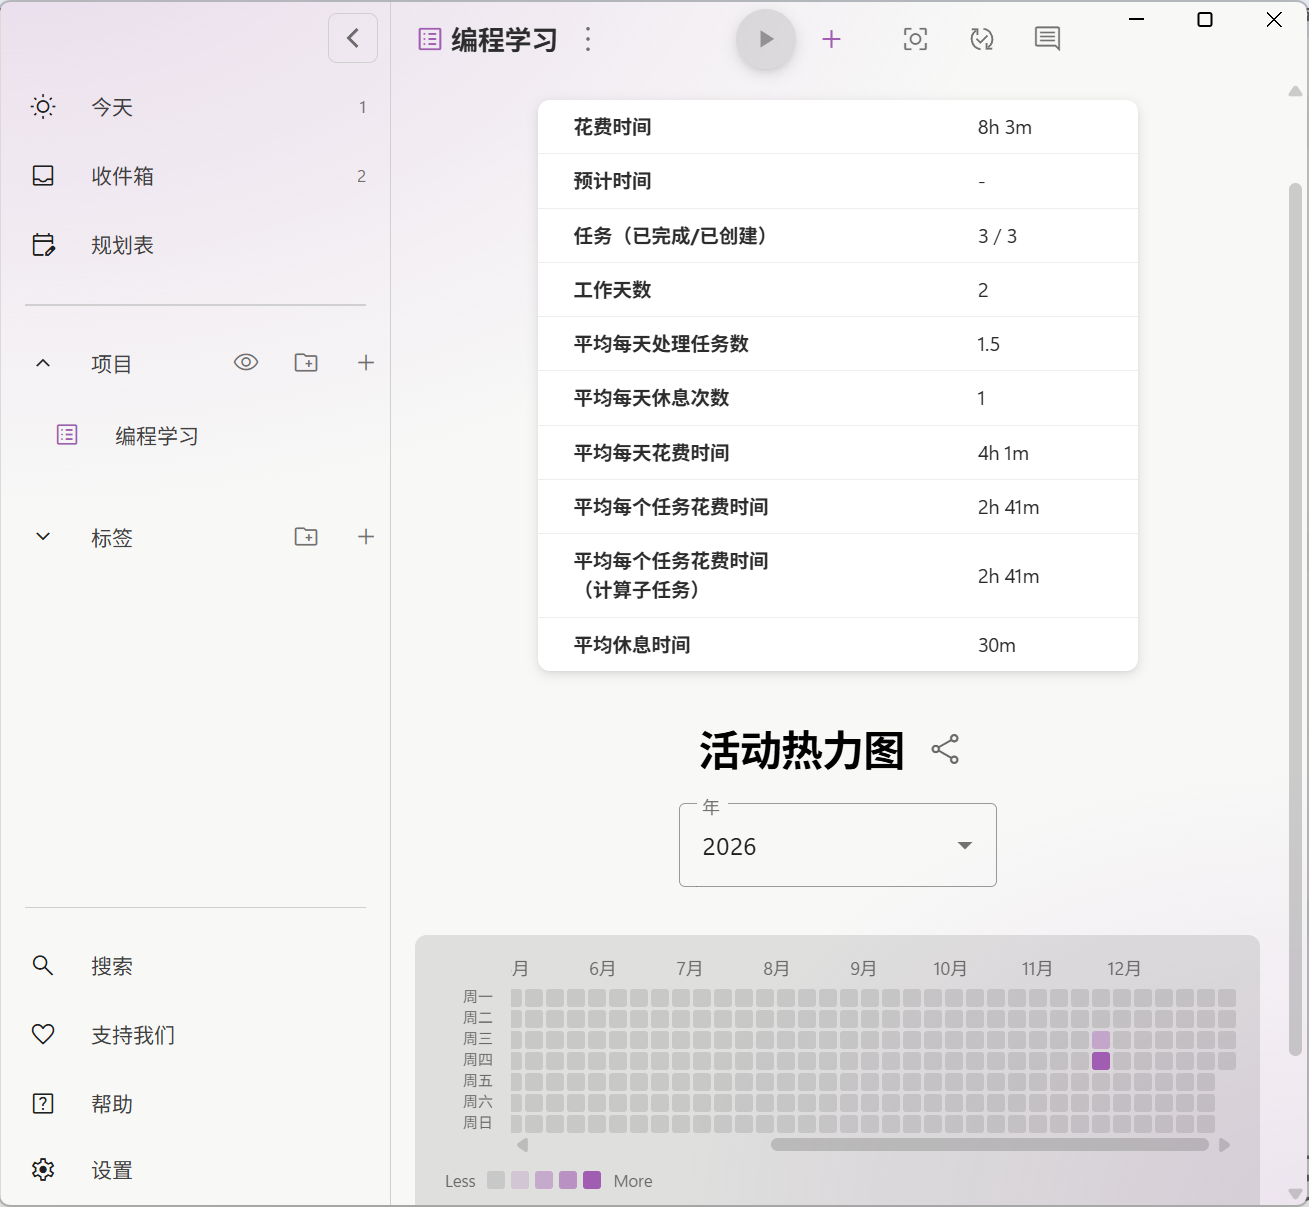 编程学习
今天 1
收件箱 2
规划表
项目
编程学习
标签
搜索
支持我们
帮助
设置
花费时间 8h 3m
预计时间 -
任务（已完成/已创建） 3 / 3
工作天数 2
平均每天处理任务数 1.5
平均每天休息次数 1
平均每天花费时间 4h 1m
平均每个任务花费时间 2h 41m
平均每个任务花费时间
（计算子任务） 2h 41m
平均休息时间 30m
活动热力图
年
2026
月 6月 7月 8月 9月 10月 11月 12月
周一
周二
周三
周四
周五
周六
周日
Less More